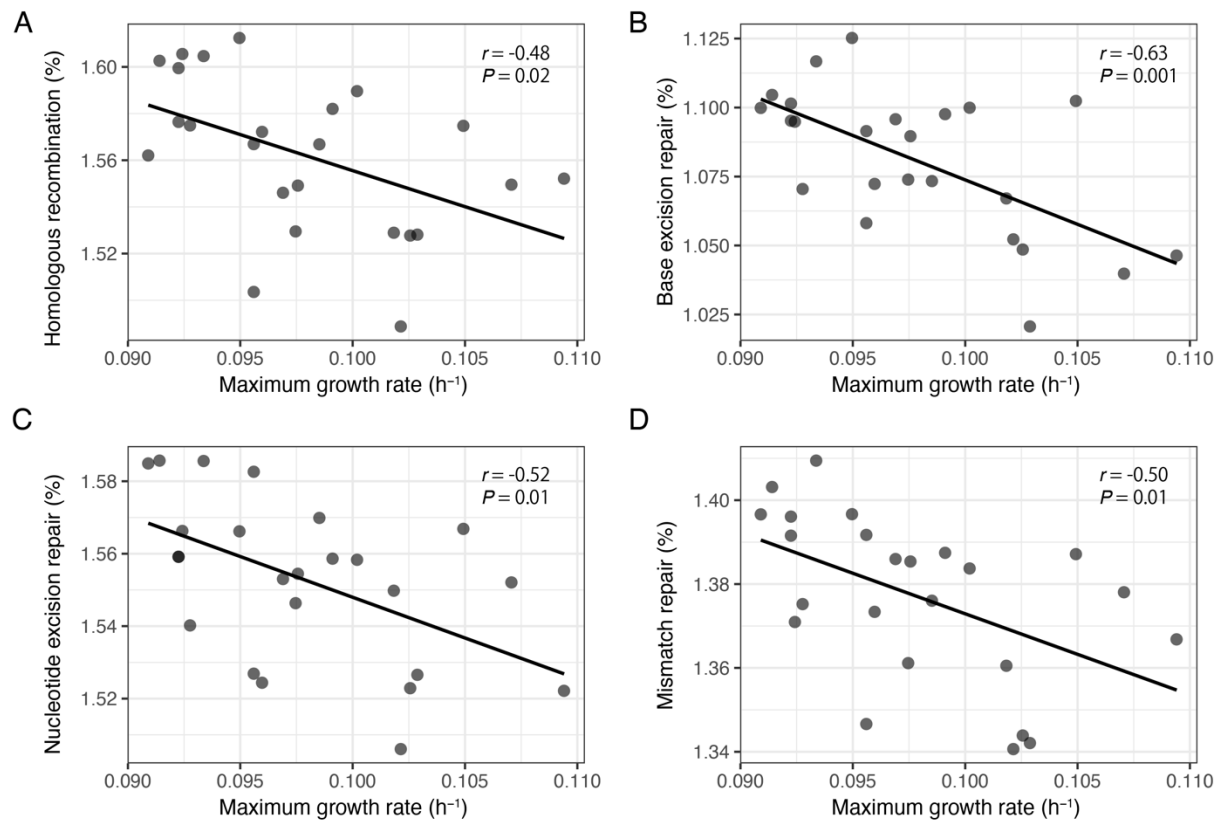 A
Homologous recombination (%)
1.60
1.56
1.52
r = -0.48
P = 0.02
0.090 0.095 0.100 0.105 0.110
Maximum growth rate (h⁻¹)
B
Base excision repair (%)
1.125
1.100
1.075
1.050
1.025
r = -0.63
P = 0.001
0.090 0.095 0.100 0.105 0.110
Maximum growth rate (h⁻¹)
C
Nucleotide excision repair (%)
1.58
1.56
1.54
1.52
r = -0.52
P = 0.01
0.090 0.095 0.100 0.105 0.110
Maximum growth rate (h⁻¹)
D
Mismatch repair (%)
1.40
1.38
1.36
1.34
r = -0.50
P = 0.01
0.090 0.095 0.100 0.105 0.110
Maximum growth rate (h⁻¹)